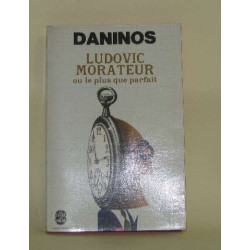 DANINOS
LUDOVIC
MORATEUR
ou le plus que parfait